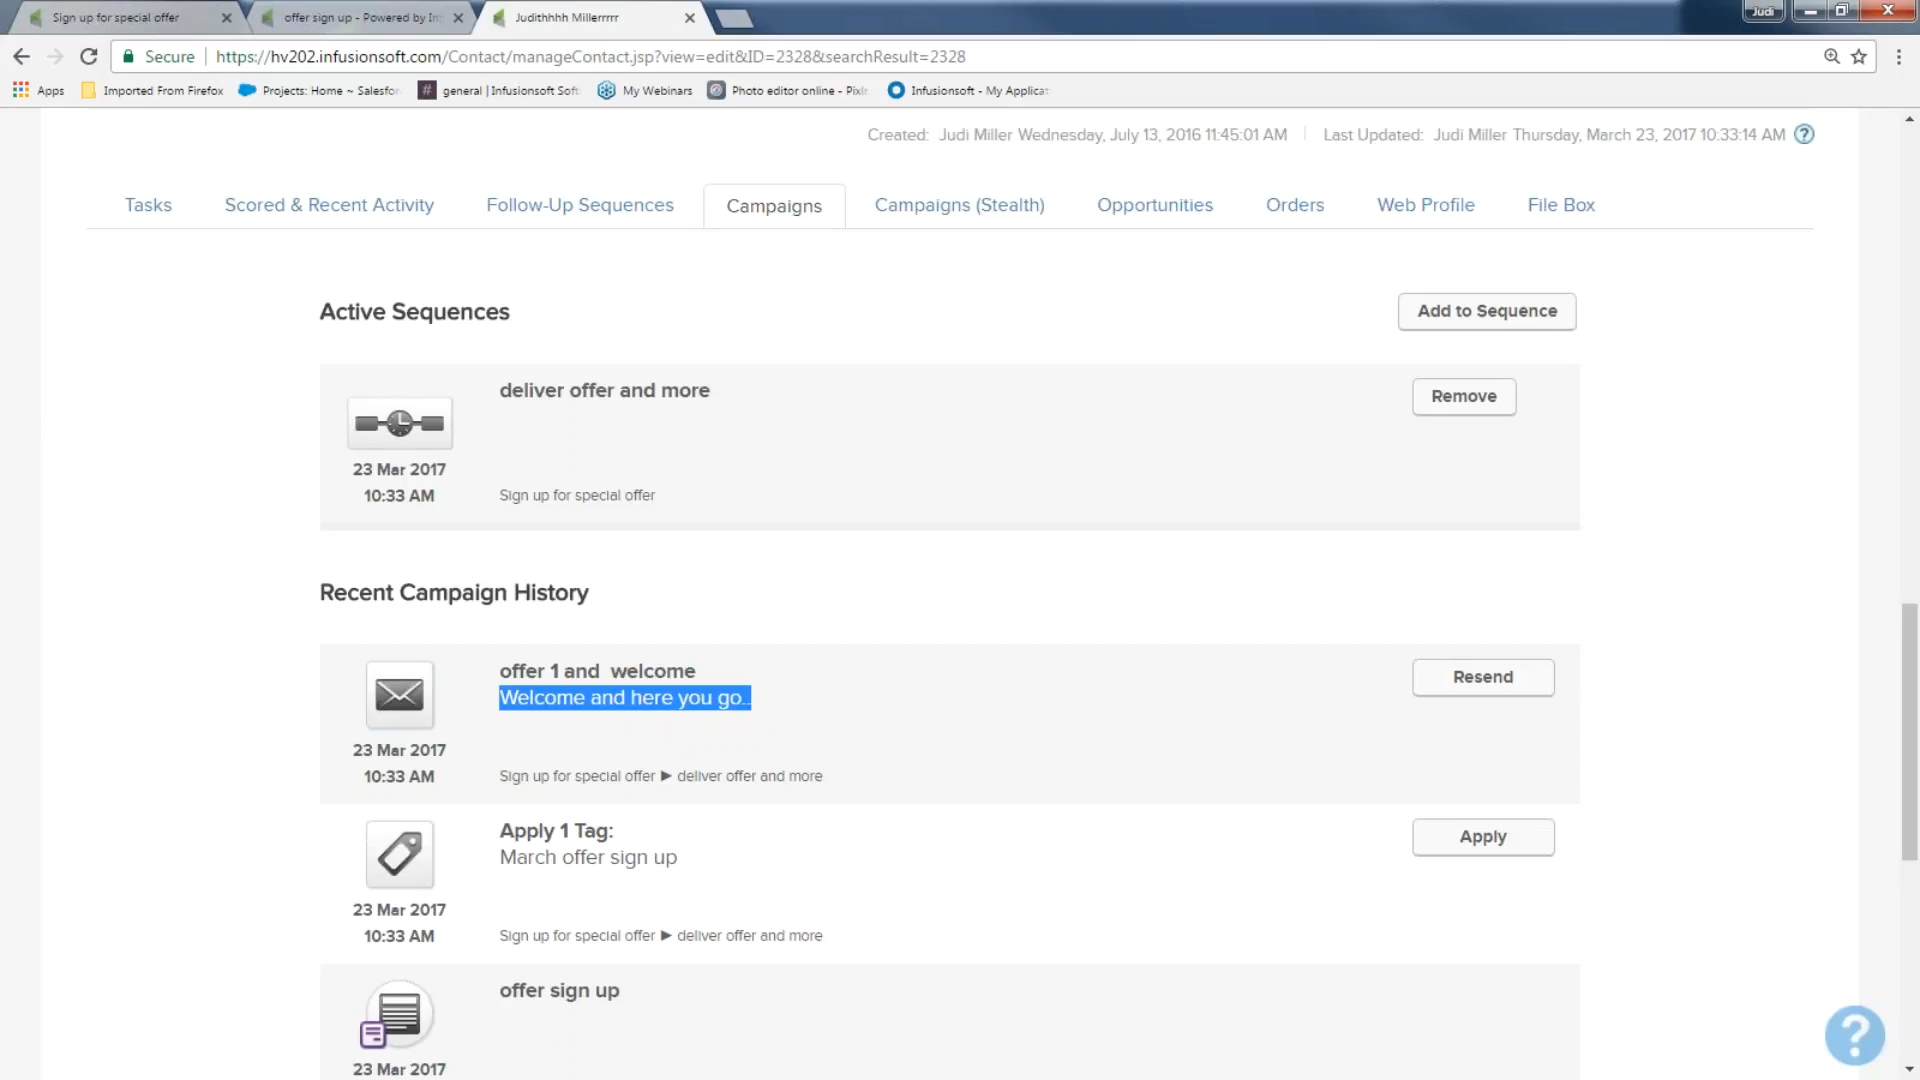 Sign up for special offer
offer sign up - Powered by In
Judithhhh Millerrrrr
Judi
Secure
https://hv202.infusionsoft.com/Contact/manageContact.jsp?view=edit&ID=2328&searchResult=2328
Apps
Imported From Firefox
Projects: Home ~ Salesfor
# general | Infusionsoft Soft
My Webinars
Photo editor online - Pixlr
Infusionsoft - My Applicat
Created: Judi Miller Wednesday, July 13, 2016 11:45:01 AM
Last Updated: Judi Miller Thursday, March 23, 2017 10:33:14 AM ?
Tasks
Scored & Recent Activity
Follow-Up Sequences
Campaigns
Campaigns (Stealth)
Opportunities
Orders
Web Profile
File Box
Active Sequences
Add to Sequence
deliver offer and more
Remove
23 Mar 2017
10:33 AM
Sign up for special offer
Recent Campaign History
offer 1 and welcome
Resend
Welcome and here you go..
23 Mar 2017
10:33 AM
Sign up for special offer ▶ deliver offer and more
Apply 1 Tag:
Apply
March offer sign up
23 Mar 2017
10:33 AM
Sign up for special offer ▶ deliver offer and more
offer sign up
?
23 Mar 2017